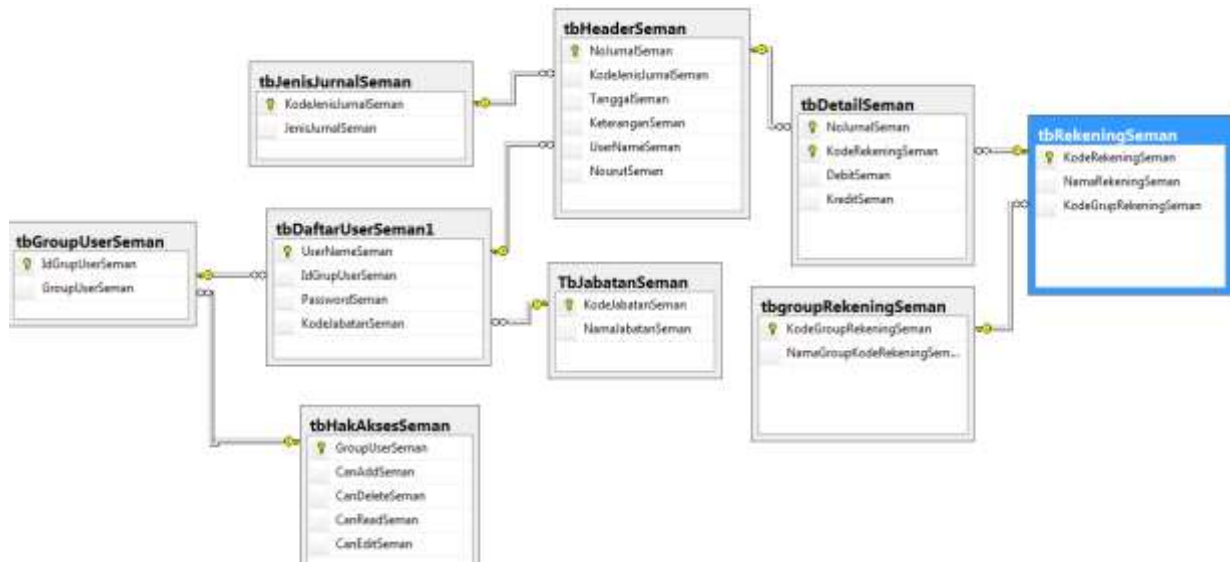 tbHeaderSeman
NoJurnalSeman
KodeJenisJurnalSeman
TanggalSeman
KeteranganSeman
UserNameSeman
NourutSeman
tbJenisJurnalSeman
KodeJenisJurnalSeman
JenisJurnalSeman
tbDetailSeman
NoJurnalSeman
KodeRekeningSeman
DebitSeman
KreditSeman
tbRekeningSeman
KodeRekeningSeman
NamaRekeningSeman
KodeGrupRekeningSeman
tbGroupUserSeman
IdGrupUserSeman
GroupUserSeman
tbDaftarUserSeman1
UserNameSeman
IdGrupUserSeman
PasswordSeman
KodeJabatanSeman
TbJabatanSeman
KodeJabatanSeman
NamaJabatanSeman
tbgroupRekeningSeman
KodeGroupRekeningSeman
NamaGroupKodeRekeningSem...
tbHakAksesSeman
GroupUserSeman
CanAddSeman
CanDeleteSeman
CanReadSeman
CanEditSeman